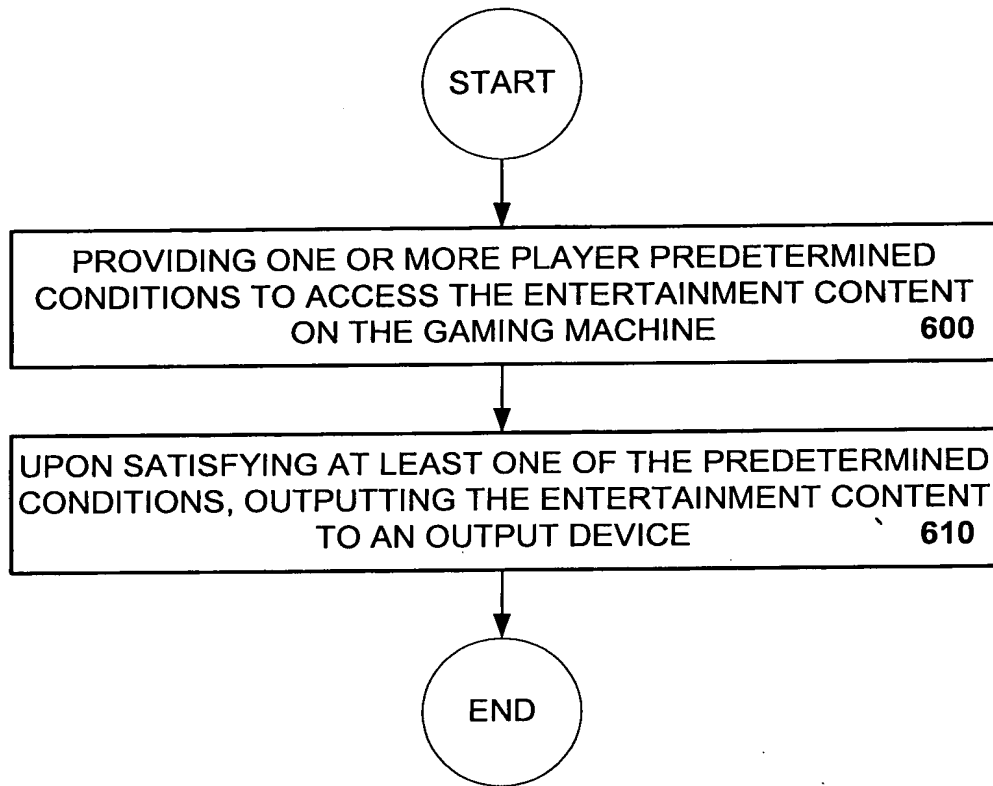 START
PROVIDING ONE OR MORE PLAYER PREDETERMINED
CONDITIONS TO ACCESS THE ENTERTAINMENT CONTENT
ON THE GAMING MACHINE 600
UPON SATISFYING AT LEAST ONE OF THE PREDETERMINED
CONDITIONS, OUTPUTTING THE ENTERTAINMENT CONTENT
TO AN OUTPUT DEVICE 610
END